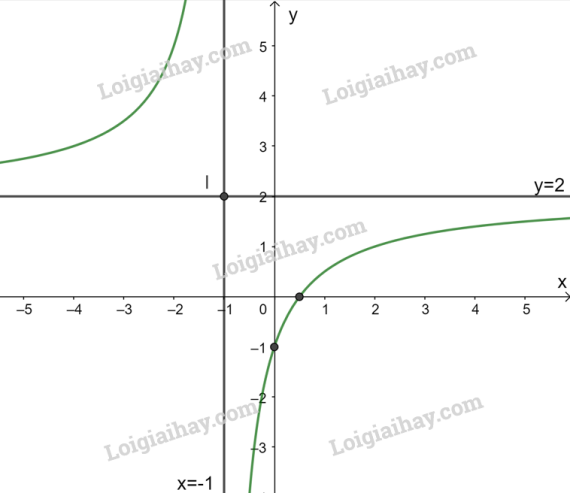 y
5
Loigiaihay.com
Loigiaihay.com
4
3
I
2
y=2
1
Loigiaihay.com
x
–5 –4 –3 –2 –1 0 1 2 3 4 5
–1
–2
Loigiaihay.com
Loigiaihay.com
–3
x=-1